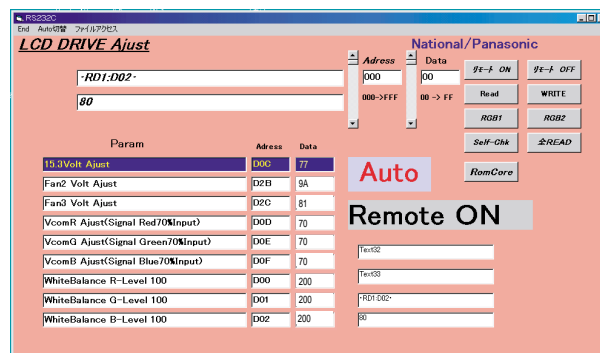 RS232C
End Auto切替 ファイルアクセス
LCD DRIVE Ajust
National/Panasonic
･RD1:D02･
80
Adress Data
000 00
000->FFF 00 -> FF
ﾘﾓｰﾄ ON ﾘﾓｰﾄ OFF
Read WRITE
RGB1 RGB2
Self-Chk 全READ
RomCore
Param Adress Data
15.3Volt Ajust D0C 77
Fan2 Volt Ajust D2B 9A
Fan3 Volt Ajust D2C 81
VcomR Ajust(Signal Red70%Input) D0D 70
VcomG Ajust(Signal Green70%Input) D0E 70
VcomB Ajust(Signal Blue70%Input) D0F 70
WhiteBalance R-Level 100 D00 200
WhiteBalance G-Level 100 D01 200
WhiteBalance B-Level 100 D02 200
Auto
Remote ON
Text32
Text33
･RD1:D02･
80